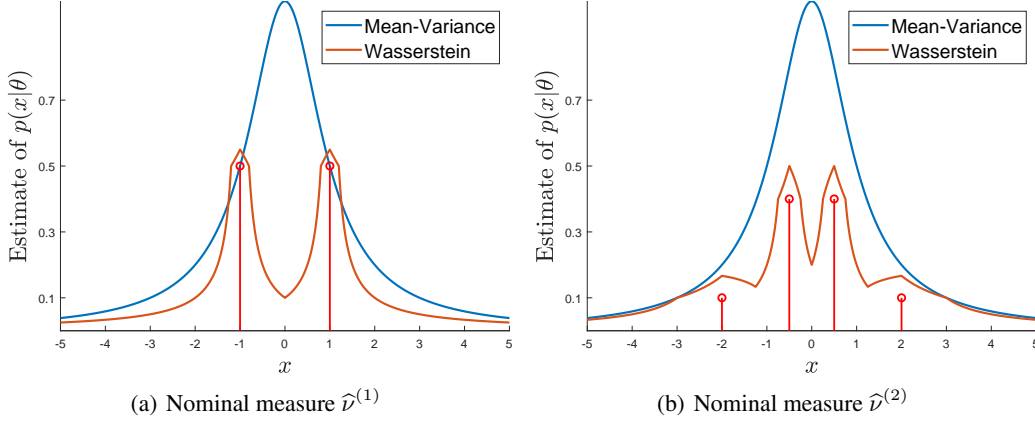 Mean-Variance
Wasserstein
Estimate of p(x|θ)
0.7
0.5
0.3
0.1
-5 -4 -3 -2 -1 0 1 2 3 4 5
x
(a) Nominal measure ν̂⁽¹⁾
Mean-Variance
Wasserstein
Estimate of p(x|θ)
0.7
0.5
0.3
0.1
-5 -4 -3 -2 -1 0 1 2 3 4 5
x
(b) Nominal measure ν̂⁽²⁾